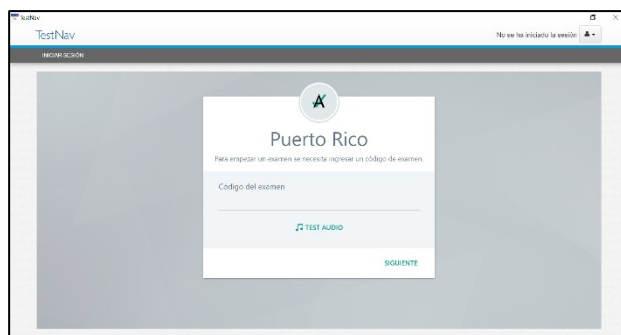 TestNav
TestNav
No se ha iniciado la sesión
INICIAR SESIÓN
Puerto Rico
Para empezar un examen se necesita ingresar un código de examen.
Código del examen
TEST AUDIO
SIGUIENTE